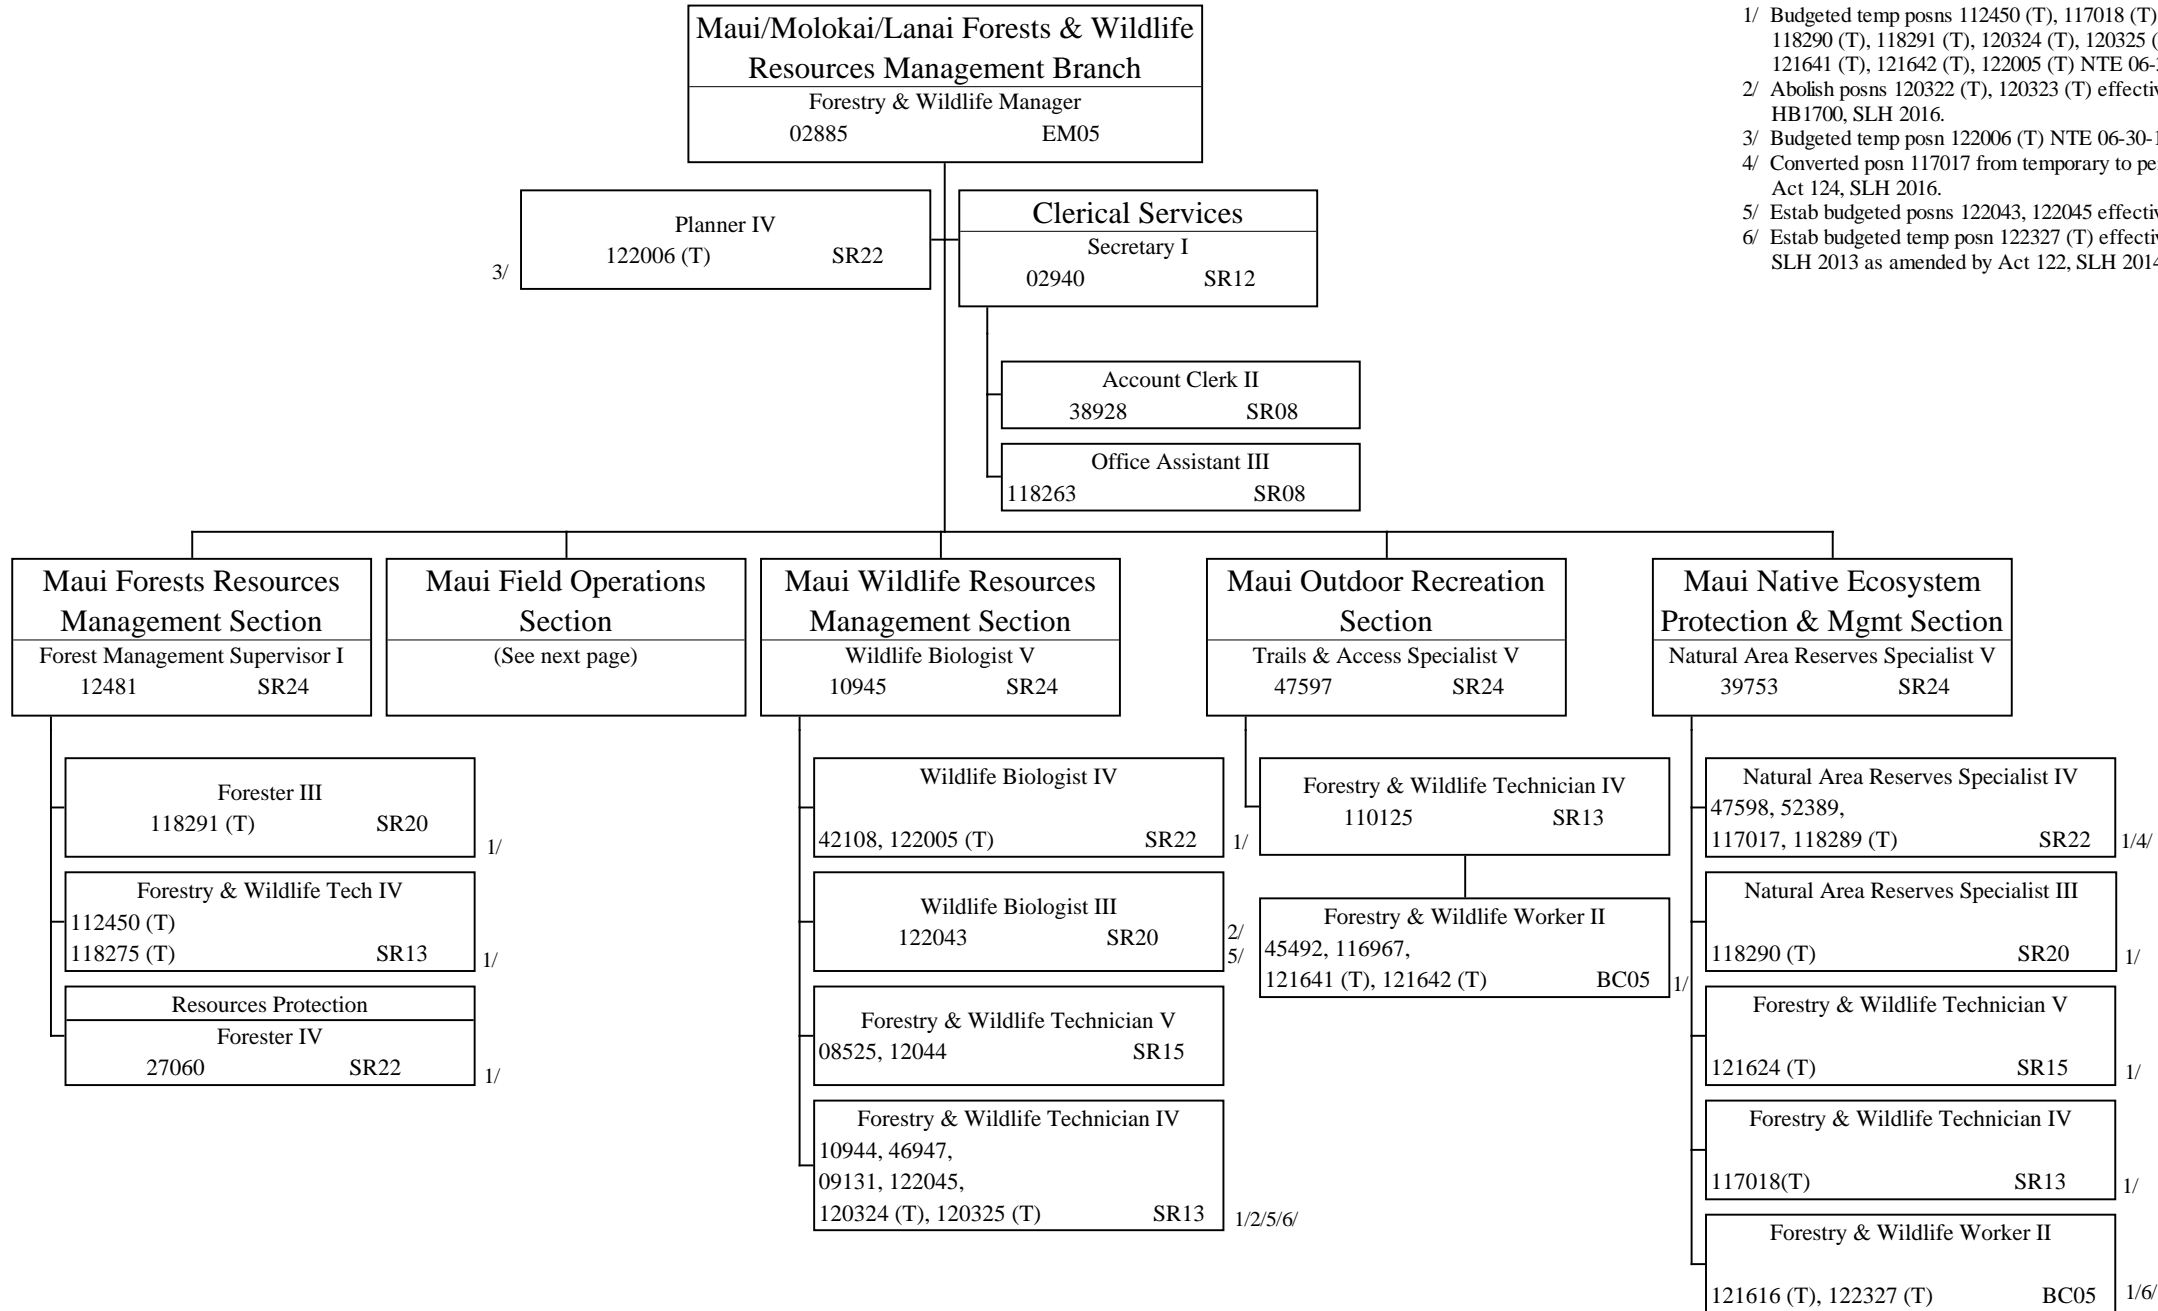 Maui/Molokai/Lanai Forests & Wildlife
Resources Management Branch
Forestry & Wildlife Manager
02885 EM05
1/ Budgeted temp posns 112450 (T), 117018 (T)
118290 (T), 118291 (T), 120324 (T), 120325 (
121641 (T), 121642 (T), 122005 (T) NTE 06-
2/ Abolish posns 120322 (T), 120323 (T)
HB1700, SLH 2016.
3/ Budgeted temp posn 122006 (T) NTE 06-30-
4/ Converted posn 117017 from temporary to
Act 124, SLH 2016.
5/ Estab budgeted posns 122043, 122045
6/ Estab budgeted temp posn 122327 (T)
SLH 2013 as amended by Act 122, SLH 2014
Planner IV
122006 (T) SR22
3/
Clerical Services
Secretary I
02940 SR12
Account Clerk II
38928 SR08
Office Assistant III
118263 SR08
Maui Forests Resources
Management Section
Forest Management Supervisor I
12481 SR24
Forester III
118291 (T) SR20
1/
Forestry & Wildlife Tech IV
112450 (T)
118275 (T) SR13
1/
Resources Protection
Forester IV
27060 SR22
1/
Maui Field Operations
Section
(See next page)
Maui Wildlife Resources
Management Section
Wildlife Biologist V
10945 SR24
Wildlife Biologist IV
42108, 122005 (T) SR22
1/
Wildlife Biologist III
122043 SR20
2/
5/
Forestry & Wildlife Technician V
08525, 12044 SR15
Forestry & Wildlife Technician IV
10944, 46947,
09131, 122045,
120324 (T), 120325 (T) SR13
1/2/5/6/
Maui Outdoor Recreation
Section
Trails & Access Specialist V
47597 SR24
Forestry & Wildlife Technician IV
110125 SR13
Forestry & Wildlife Worker II
45492, 116967,
121641 (T), 121642 (T) BC05
1/
Maui Native Ecosystem
Protection & Mgmt Section
Natural Area Reserves Specialist V
39753 SR24
Natural Area Reserves Specialist IV
47598, 52389,
117017, 118289 (T) SR22
1/4/
Natural Area Reserves Specialist III
118290 (T) SR20
1/
Forestry & Wildlife Technician V
121624 (T) SR15
1/
Forestry & Wildlife Technician IV
117018(T) SR13
1/
Forestry & Wildlife Worker II
121616 (T), 122327 (T) BC05
1/6/